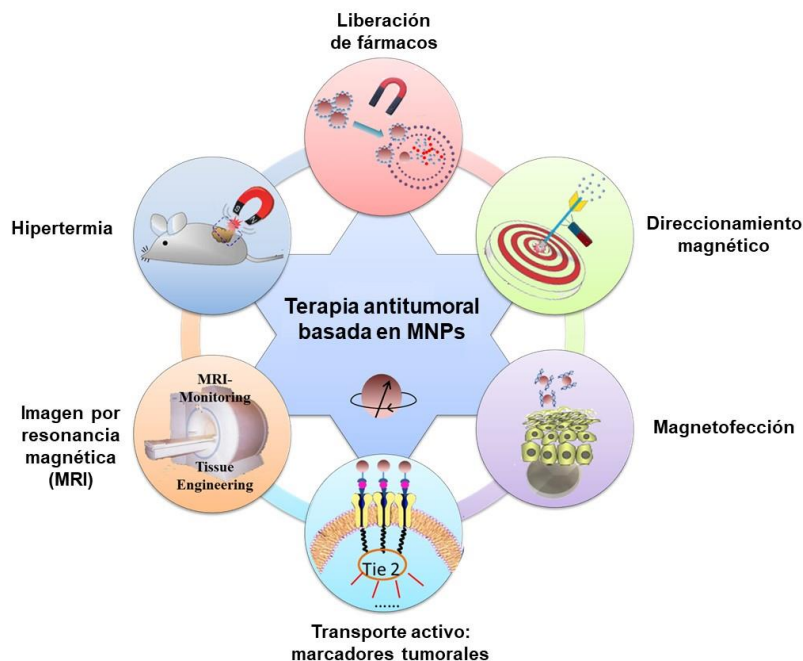 Liberación
de fármacos
Hipertermia
Direccionamiento
magnético
Terapia antitumoral
basada en MNPs
MRI-
Monitoring
Tissue
Engineering
Imagen por
resonancia
magnética
(MRI)
Magnetofección
Tie 2
......
Transporte activo:
marcadores tumorales